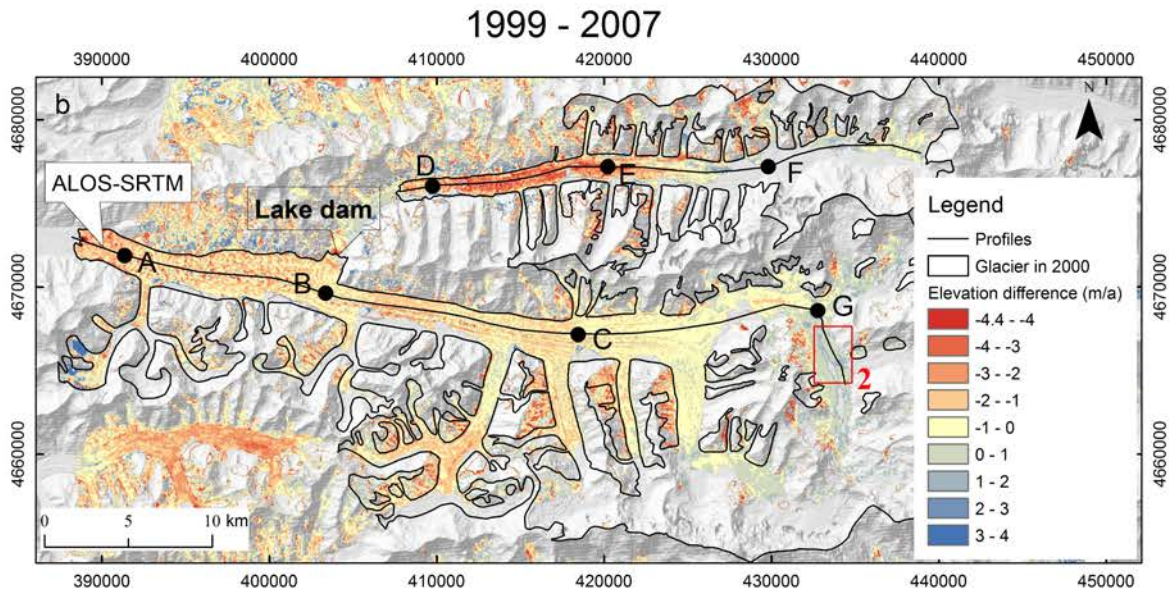 1999 - 2007
390000 400000 410000 420000 430000 440000 450000
b
N
4680000
4680000
D
E
F
ALOS-SRTM
Lake dam
A
B
C
G
2
4670000
4670000
4660000
4660000
Legend
Profiles
Glacier in 2000
Elevation difference (m/a)
-4.4 - -4
-4 - -3
-3 - -2
-2 - -1
-1 - 0
0 - 1
1 - 2
2 - 3
3 - 4
0 5 10 km
390000 400000 410000 420000 430000 440000 450000